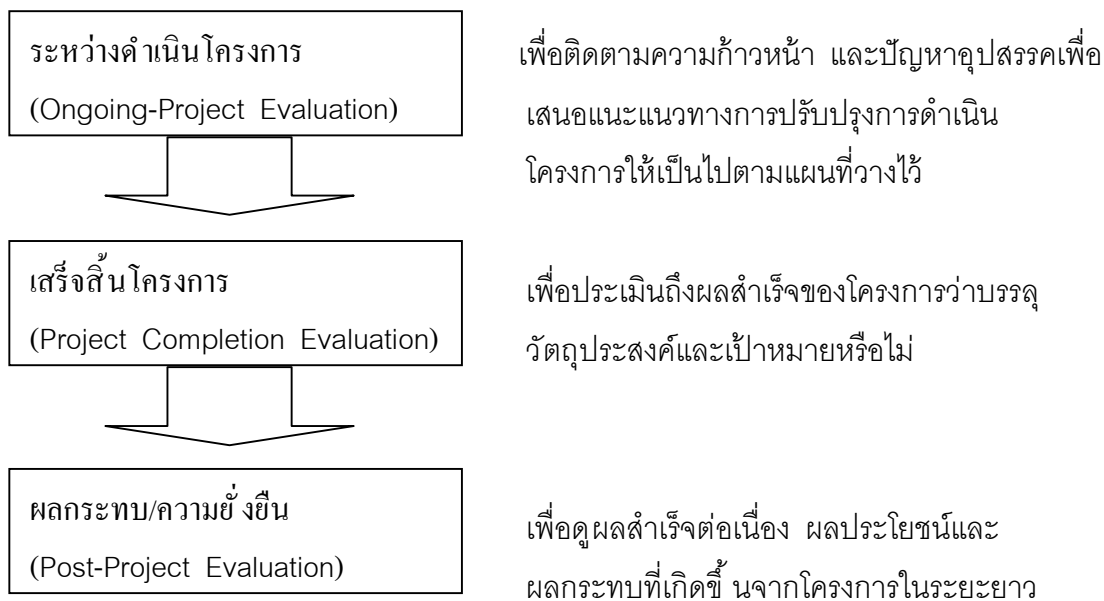 ระหว่างดำเนินโครงการ
(Ongoing-Project Evaluation)
เพื่อติดตามความก้าวหน้า และปัญหาอุปสรรคเพื่อ
เสนอแนะแนวทางการปรับปรุงการดำเนิน
โครงการให้เป็นไปตามแผนที่วางไว้
เสร็จสิ้นโครงการ
(Project Completion Evaluation)
เพื่อประเมินถึงผลสำเร็จของโครงการว่าบรรลุ
วัตถุประสงค์และเป้าหมายหรือไม่
ผลกระทบ/ความยั่งยืน
(Post-Project Evaluation)
เพื่อดูผลสำเร็จต่อเนื่อง ผลประโยชน์และ
ผลกระทบที่เกิดขึ้นจากโครงการในระยะยาว